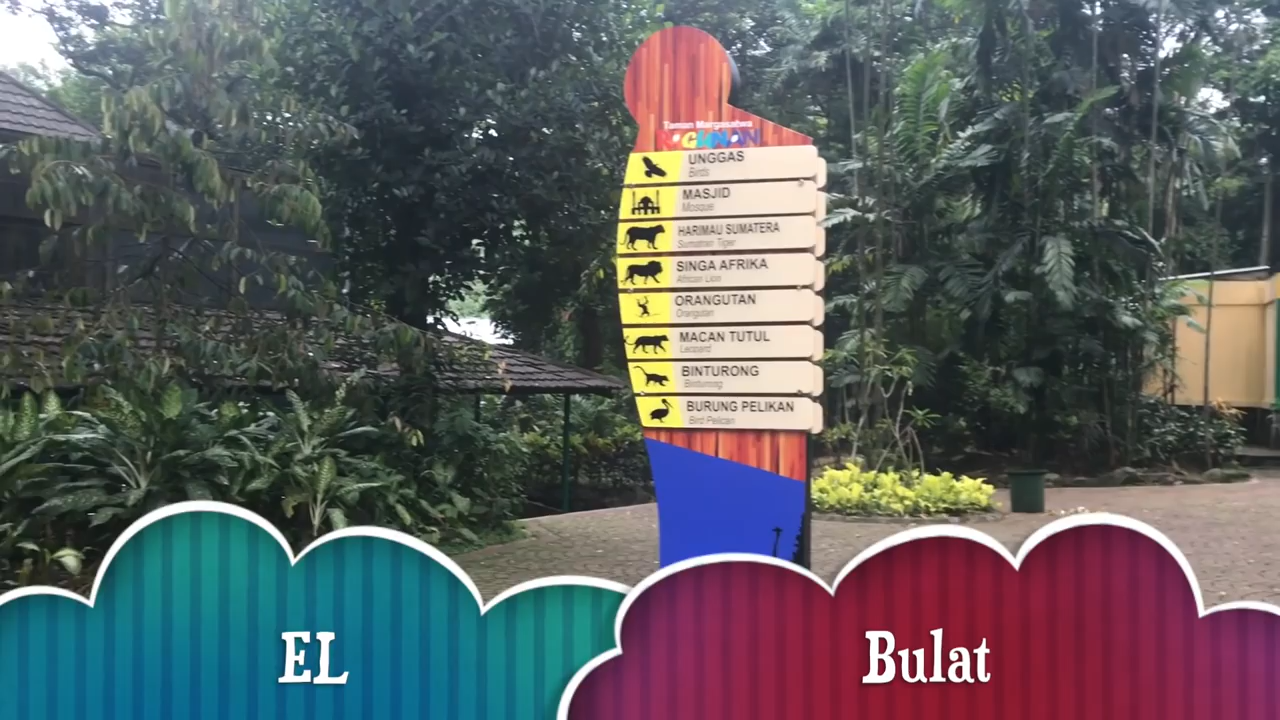 Taman Margasatwa
RAGUNAN
UNGGAS
Birds
MASJID
Mosque
HARIMAU SUMATERA
Sumatran Tiger
SINGA AFRIKA
African Lion
ORANGUTAN
Orangutan
MACAN TUTUL
Leopard
BINTURONG
Binturong
BURUNG PELIKAN
Bird Pelican
EL
Bulat